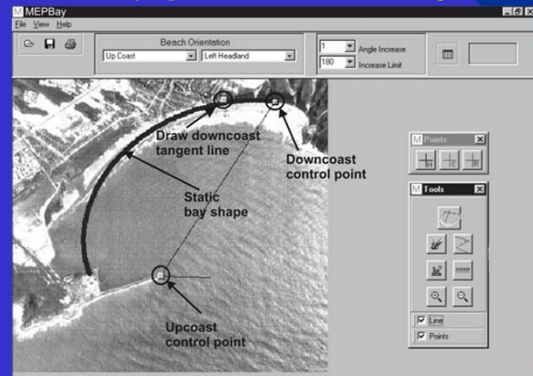 MEPBay
File View Help
Beach Orientation
Up Coast
Left Headland
1
Angle Increase
180
Increase Limit
Draw downcoast
tangent line
Downcoast
control point
Static
bay shape
Upcoast
control point
Points
Tools
Line
Points